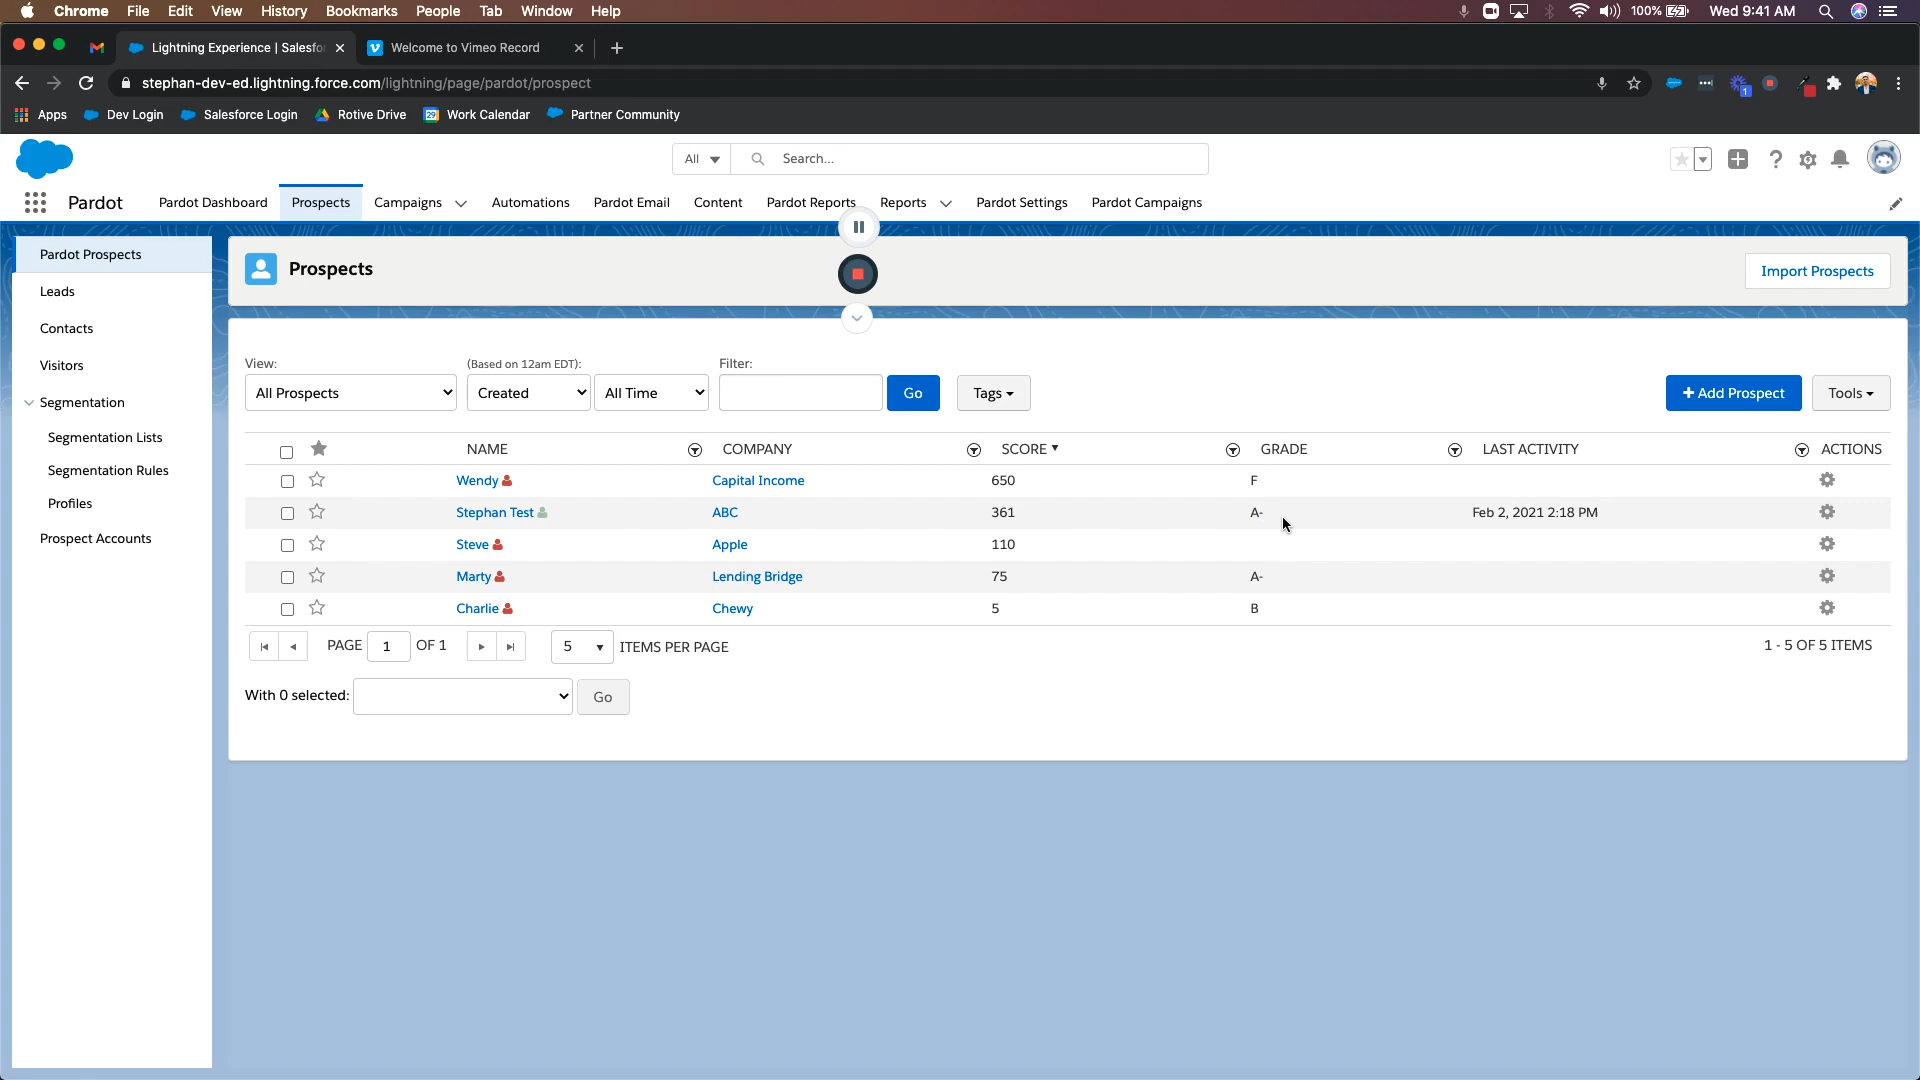 Chrome File Edit View History Bookmarks People Tab Window Help 100% Wed 9:41 AM
Lightning Experience | Salesfo Welcome to Vimeo Record
stephan-dev-ed.lightning.force.com/lightning/page/pardot/prospect 1
Apps Dev Login Salesforce Login Rotive Drive 29 Work Calendar Partner Community
All Search...
Pardot Pardot Dashboard Prospects Campaigns Automations Pardot Email Content Pardot Reports Reports Pardot Settings Pardot Campaigns
Pardot Prospects
Leads
Contacts
Visitors
Segmentation
Segmentation Lists
Segmentation Rules
Profiles
Prospect Accounts
Prospects Import Prospects
View: (Based on 12am EDT): Filter:
All Prospects Created All Time Go Tags + Add Prospect Tools
NAME COMPANY SCORE GRADE LAST ACTIVITY ACTIONS
Wendy Capital Income 650 F
Stephan Test ABC 361 A- Feb 2, 2021 2:18 PM
Steve Apple 110
Marty Lending Bridge 75 A-
Charlie Chewy 5 B
PAGE 1 OF 1 5 ITEMS PER PAGE 1 - 5 OF 5 ITEMS
With 0 selected: Go